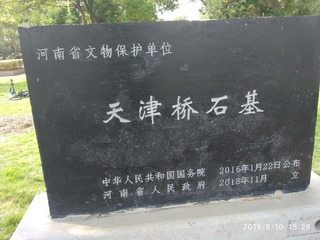 河南省文物保护单位
天津桥石基
中华人民共和国国务院 2016年1月22日公布
河南省人民政府 2018年11月 立
2019/8/10 15:28